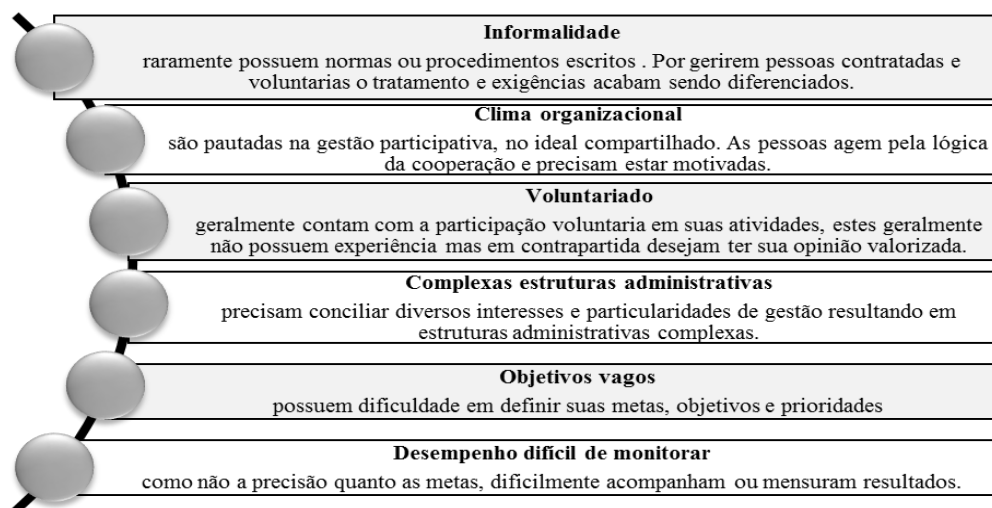 Informalidade
raramente possuem normas ou procedimentos escritos . Por gerirem pessoas contratadas e
voluntarias o tratamento e exigências acabam sendo diferenciados.
Clima organizacional
são pautadas na gestão participativa, no ideal compartilhado. As pessoas agem pela lógica
da cooperação e precisam estar motivadas.
Voluntariado
geralmente contam com a participação voluntaria em suas atividades, estes geralmente
não possuem experiência mas em contrapartida desejam ter sua opinião valorizada.
Complexas estruturas administrativas
precisam conciliar diversos interesses e particularidades de gestão resultando em
estruturas administrativas complexas.
Objetivos vagos
possuem dificuldade em definir suas metas, objetivos e prioridades
Desempenho difícil de monitorar
como não a precisão quanto as metas, dificilmente acompanham ou mensuram resultados.